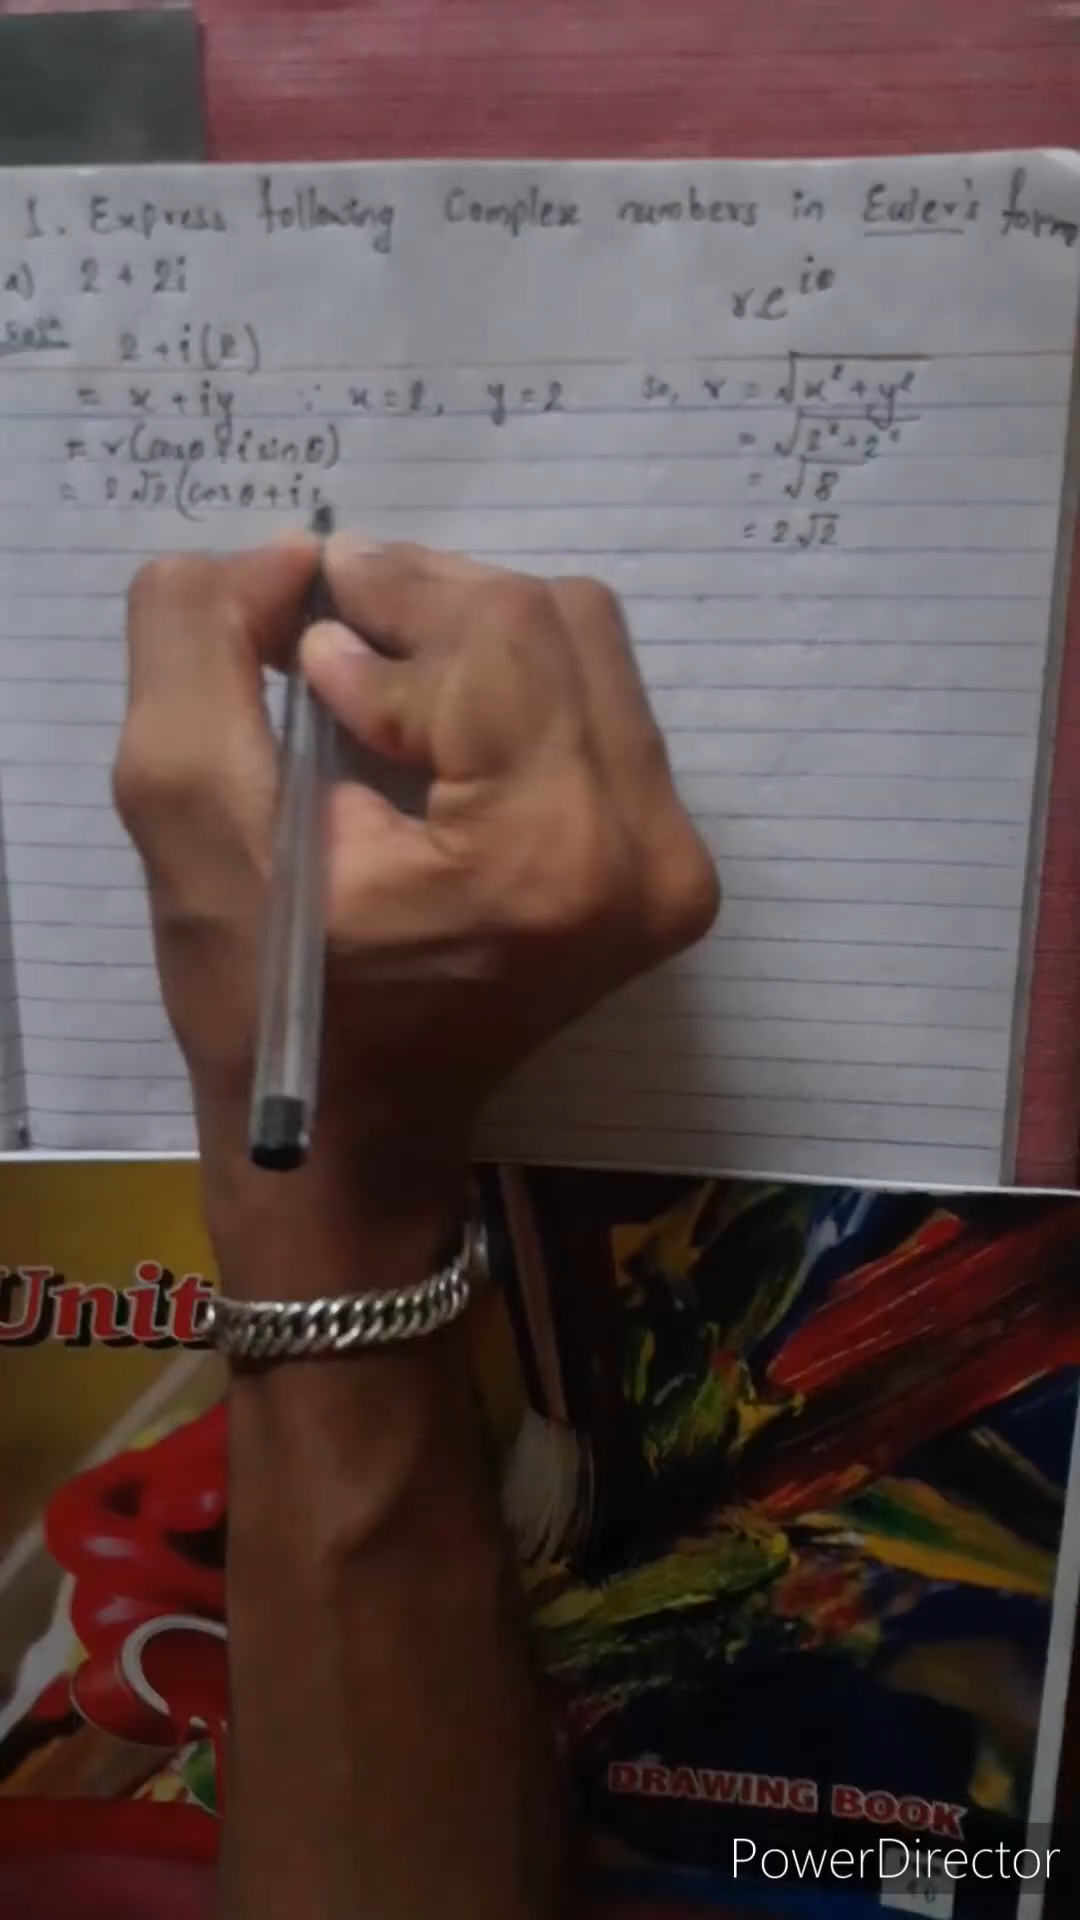 1. Express following Complex numbers in Euler's form
a) 2 + 2i
re^iθ
Solⁿ 2 + i(2)
= x + iy ∵ x = 2, y = 2 so, r = √x² + y²
= r(cosθ + i sinθ) = √2² + 2²
= 2√2(cosθ + i = √8
= 2√2
Unit
DRAWING BOOK
PowerDirector